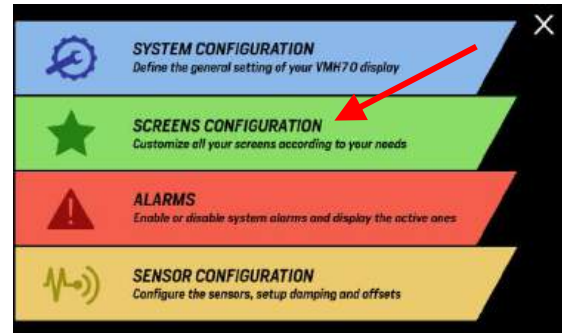 SYSTEM CONFIGURATION
Define the general setting of your VMH70 display
SCREENS CONFIGURATION
Customize all your screens according to your needs
ALARMS
Enable or disable system alarms and display the active ones
SENSOR CONFIGURATION
Configure the sensors, setup damping and offsets